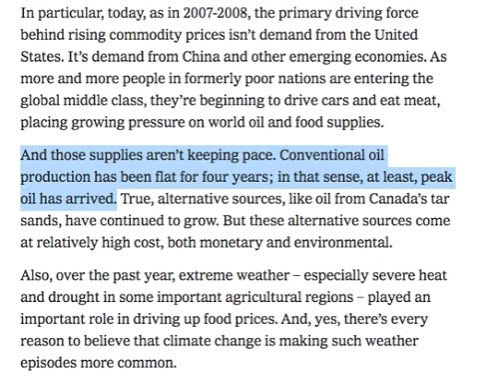 In particular, today, as in 2007-2008, the primary driving force
behind rising commodity prices isn’t demand from the United
States. It’s demand from China and other emerging economies. As
more and more people in formerly poor nations are entering the
global middle class, they’re beginning to drive cars and eat meat,
placing growing pressure on world oil and food supplies.
And those supplies aren’t keeping pace. Conventional oil
production has been flat for four years; in that sense, at least, peak
oil has arrived. True, alternative sources, like oil from Canada’s tar
sands, have continued to grow. But these alternative sources come
at relatively high cost, both monetary and environmental.
Also, over the past year, extreme weather – especially severe heat
and drought in some important agricultural regions – played an
important role in driving up food prices. And, yes, there’s every
reason to believe that climate change is making such weather
episodes more common.